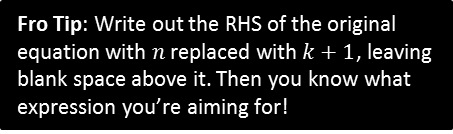 Fro Tip: Write out the RHS of the original
equation with n replaced with k + 1, leaving
blank space above it. Then you know what
expression you’re aiming for!